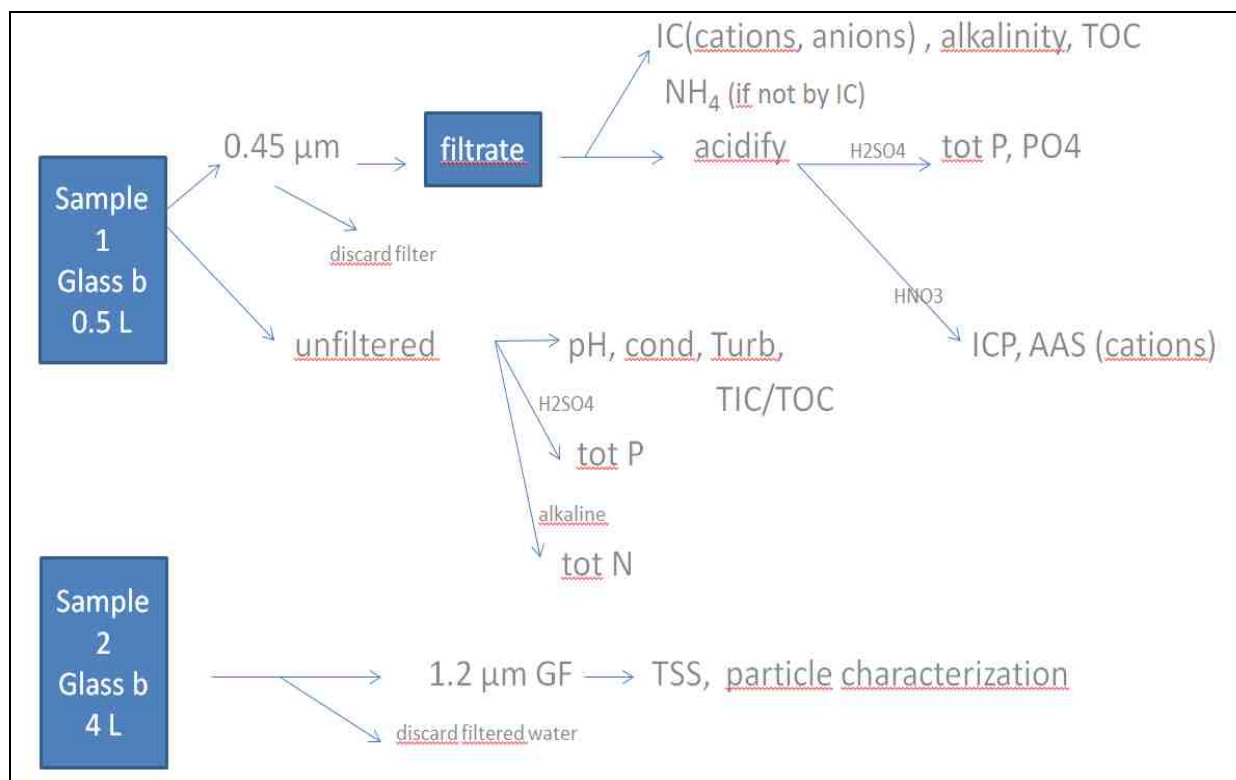 IC(cations, anions) , alkalinity, TOC
NH4 (if not by IC)
0.45 µm
filtrate
acidify
H2SO4
tot P, PO4
Sample
1
Glass b
0.5 L
discard filter
HNO3
unfiltered
pH, cond, Turb,
ICP, AAS (cations)
TIC/TOC
H2SO4
tot P
alkaline
tot N
Sample
2
Glass b
4 L
1.2 µm GF
TSS, particle characterization
discard filtered water